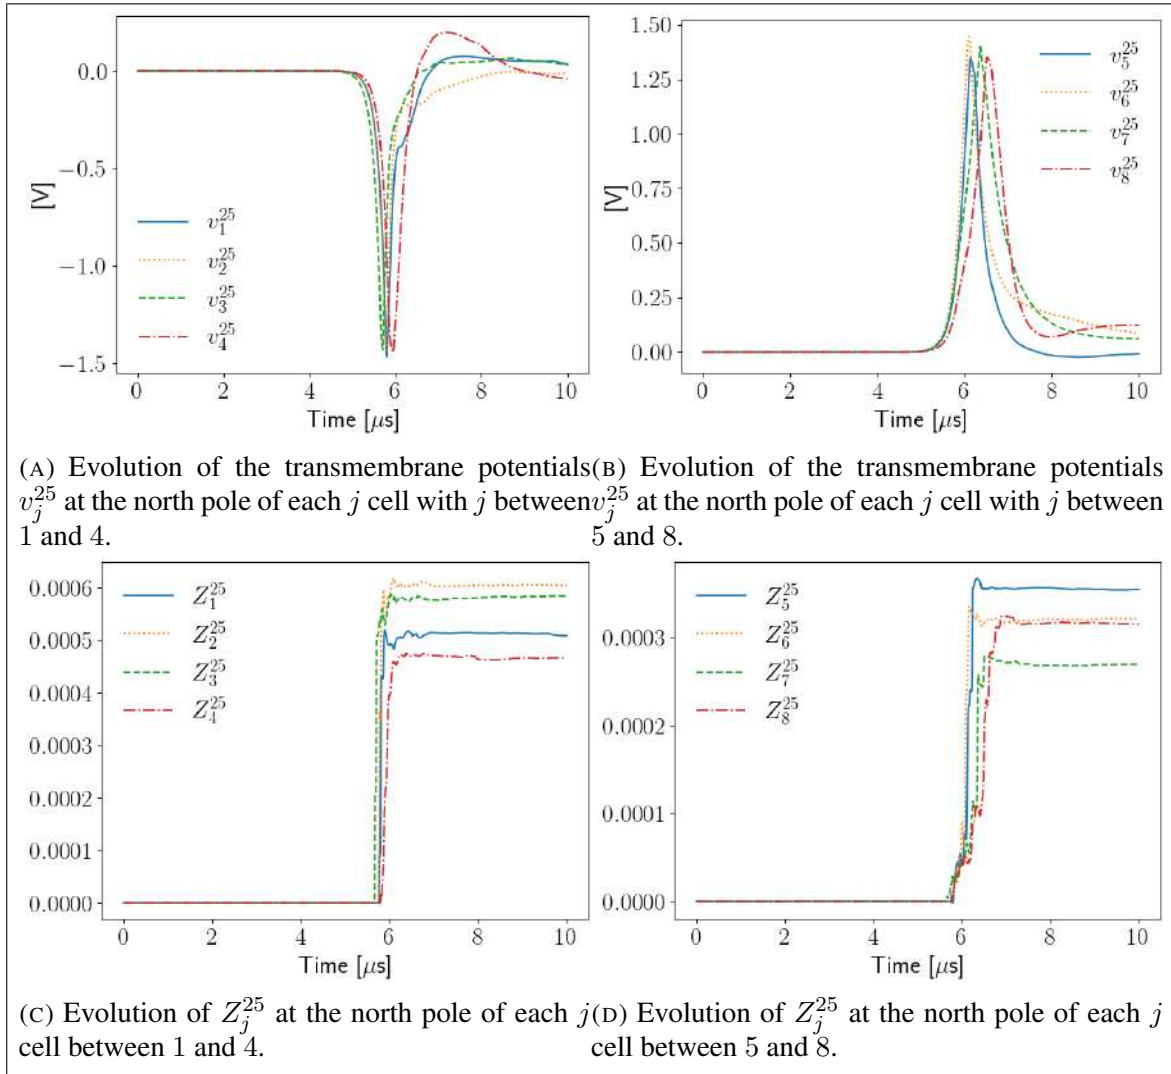 0.0
−0.5
−1.0
−1.5
[V]
v_1^{25}
v_2^{25}
v_3^{25}
v_4^{25}
0 2 4 6 8 10
Time [μs]
1.50
1.25
1.00
0.75
0.50
0.25
0.00
[V]
v_5^{25}
v_6^{25}
v_7^{25}
v_8^{25}
0 2 4 6 8 10
Time [μs]
(A) Evolution of the transmembrane potentials
v_j^{25} at the north pole of each j cell with j between
1 and 4.
(B) Evolution of the transmembrane potentials
v_j^{25} at the north pole of each j cell with j between
5 and 8.
0.0006
0.0005
0.0004
0.0003
0.0002
0.0001
0.0000
Z_1^{25}
Z_2^{25}
Z_3^{25}
Z_4^{25}
0 2 4 6 8 10
Time [μs]
0.0003
0.0002
0.0001
0.0000
Z_5^{25}
Z_6^{25}
Z_7^{25}
Z_8^{25}
0 2 4 6 8 10
Time [μs]
(C) Evolution of Z_j^{25} at the north pole of each j
cell between 1 and 4.
(D) Evolution of Z_j^{25} at the north pole of each j
cell between 5 and 8.